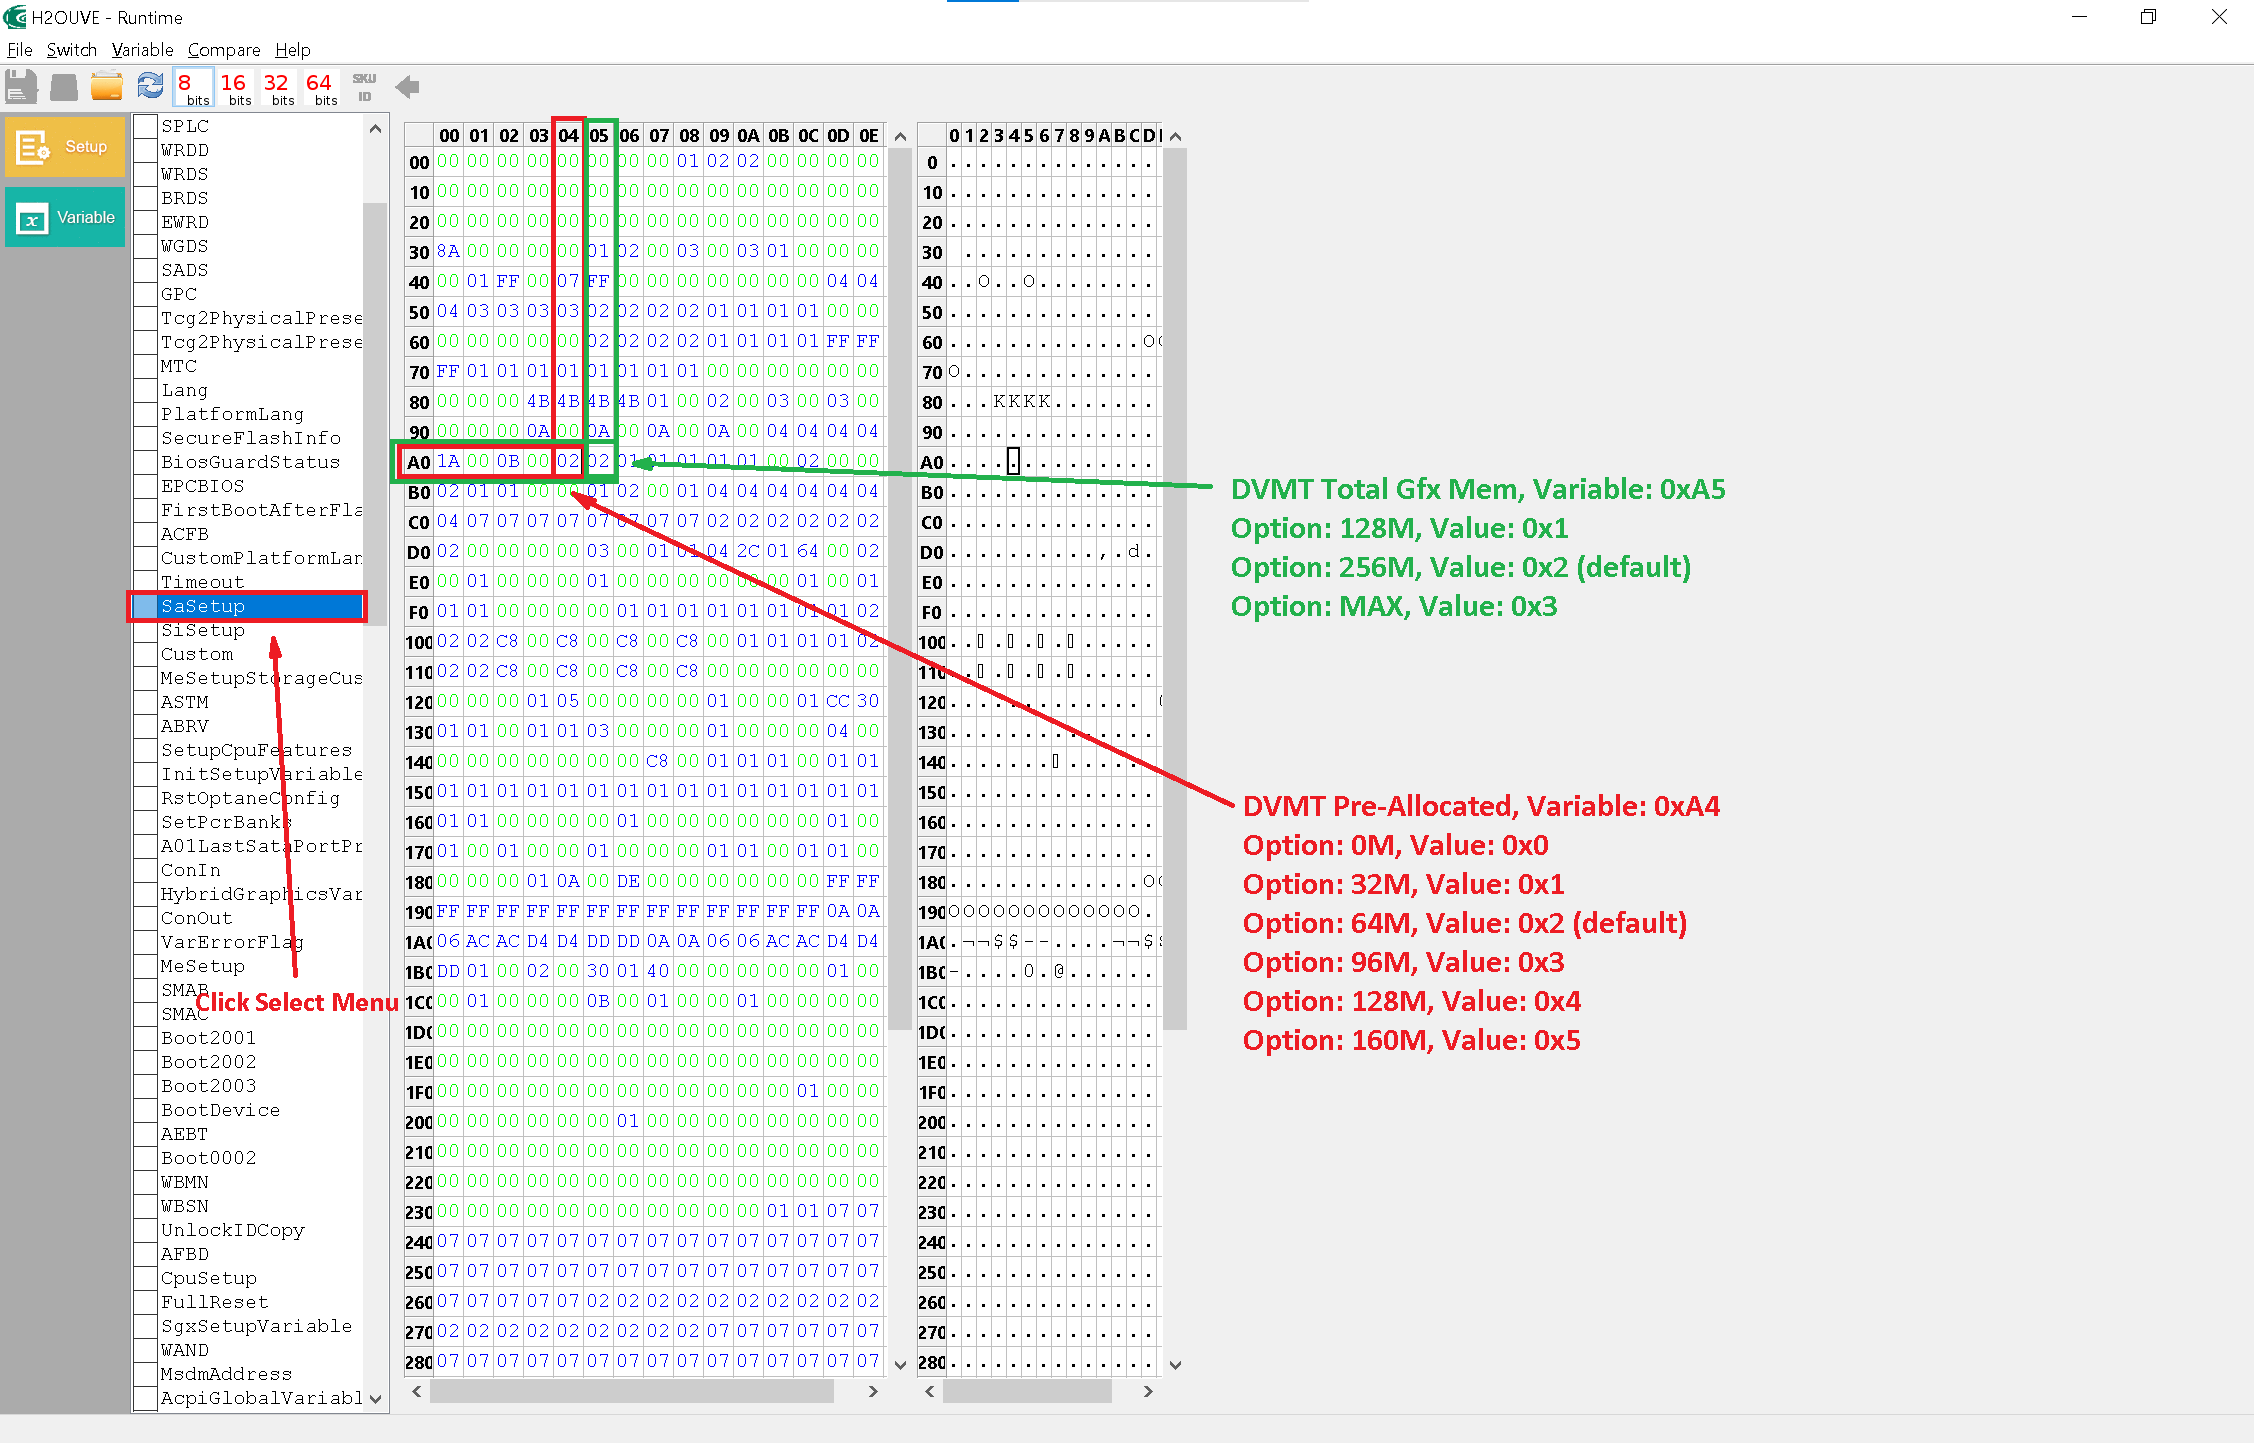 H2OUVE - Runtime
File Switch Variable Compare Help
8 bits 16 bits 32 bits 64 bits SKU ID
Setup
Variable
SPLC
WRDD
WRDS
BRDS
EWRD
WGDS
SADS
GPC
Tcg2PhysicalPrese
Tcg2PhysicalPrese
MTC
Lang
PlatformLang
SecureFlashInfo
BiosGuardStatus
EPCBIOS
FirstBootAfterFla
ACFB
CustomPlatformLan
Timeout
SaSetup
SiSetup
Custom
MeSetupStorageCus
ASTM
ABRV
SetupCpuFeatures
InitSetupVariable
RstOptaneConfig
SetPcrBanks
A01LastSataPortPr
ConIn
HybridGraphicsVar
ConOut
VarErrorFlag
MeSetup
SMAB
SMAC
Boot2001
Boot2002
Boot2003
BootDevice
AEBT
Boot0002
WBMN
WBSN
UnlockIDCopy
AFBD
CpuSetup
FullReset
SgxSetupVariable
WAND
MsdmAddress
AcpiGlobalVariabl
Click Select Menu
00 01 02 03 04 05 06 07 08 09 0A 0B 0C 0D 0E
00 00 00 00 00 00 00 00 00 01 02 02 00 00 00 00
10 00 00 00 00 00 00 00 00 00 00 00 00 00 00 00
20 00 00 00 00 00 00 00 00 00 00 00 00 00 00 00
30 8A 00 00 00 00 01 02 00 03 00 03 01 00 00 00
40 00 01 FF 00 07 FF 00 00 00 00 00 00 00 04 04
50 04 03 03 03 03 02 02 02 02 01 01 01 01 00 00
60 00 00 00 00 00 02 02 02 02 01 01 01 01 FF FF
70 FF 01 01 01 01 01 01 01 01 00 00 00 00 00 00
80 00 00 00 4B 4B 4B 4B 01 00 02 00 03 00 03 00
90 00 00 00 0A 00 0A 00 0A 00 0A 00 04 04 04 04
A0 1A 00 0B 00 02 02 01 01 01 01 01 00 02 00 00
B0 02 01 01 00 00 01 02 00 01 04 04 04 04 04 04
C0 04 07 07 07 07 07 07 07 07 02 02 02 02 02 02
D0 02 00 00 00 00 03 00 01 01 04 2C 01 64 00 02
E0 00 01 00 00 00 01 00 00 00 00 00 00 01 00 01
F0 01 01 00 00 00 00 01 01 01 01 01 01 01 01 02
100 02 02 C8 00 C8 00 C8 00 C8 00 01 01 01 01 02
110 02 02 C8 00 C8 00 C8 00 C8 00 00 00 00 00 00
120 00 00 00 01 05 00 00 00 00 01 00 00 01 CC 30
130 01 01 00 01 01 03 00 00 00 01 00 00 00 04 00
140 00 00 00 00 00 00 00 C8 00 01 01 01 00 01 01
150 01 01 01 01 01 01 01 01 01 01 01 01 01 01 01
160 01 01 00 00 00 00 01 00 00 00 00 00 00 01 00
170 01 00 01 00 00 01 00 00 00 01 01 00 01 01 00
180 00 00 00 01 0A 00 DE 00 00 00 00 00 00 FF FF
190 FF FF FF FF FF FF FF FF FF FF FF FF FF 0A 0A
1A0 06 AC AC D4 D4 DD DD 0A 0A 06 06 AC AC D4 D4
1B0 DD 01 00 02 00 30 01 40 00 00 00 00 00 01 00
1C0 00 01 00 00 00 0B 00 01 00 00 01 00 00 00 00
1D0 00 00 00 00 00 00 00 00 00 00 00 00 00 00 00
1E0 00 00 00 00 00 00 00 00 00 00 00 00 00 00 00
1F0 00 00 00 00 00 00 00 00 00 00 00 00 01 00 00
200 00 00 00 00 00 00 01 00 00 00 00 00 00 00 00
210 00 00 00 00 00 00 00 00 00 00 00 00 00 00 00
220 00 00 00 00 00 00 00 00 00 00 00 00 00 00 00
230 00 00 00 00 00 00 00 00 00 00 00 01 01 07 07
240 07 07 07 07 07 07 07 07 07 07 07 07 07 07 07
250 07 07 07 07 07 07 07 07 07 07 07 07 07 07 07
260 07 07 07 07 07 02 02 02 02 02 02 02 02 02 02
270 02 02 02 02 02 02 02 02 02 07 07 07 07 07 07
280 07 07 07 07 07 07 07 07 07 07 07 07 07 07 07
0 1 2 3 4 5 6 7 8 9 A B C D
0 . . . . . . . . . . . . . .
10 . . . . . . . . . . . . . .
20 . . . . . . . . . . . . . .
30 . . . . . . . . . . . . .
40 . . O . . O . . . . . . . .
50 . . . . . . . . . . . . . .
60 . . . . . . . . . . . . . O
70 O . . . . . . . . . . . . .
80 . . . K K K K . . . . . . .
90 . . . . . . . . . . . . . .
A0 . . . . . . . . . . . . . .
B0 . . . . . . . . . . . . . .
C0 . . . . . . . . . . . . . .
D0 . . . . . . . . . . , . d .
E0 . . . . . . . . . . . . . .
F0 . . . . . . . . . . . . . .
100 . . ▯ . ▯ . ▯ . ▯ . . . . .
110 . . ▯ . ▯ . ▯ . ▯ . . . . .
120 . . . . . . . . . . . . .
130 . . . . . . . . . . . . . .
140 . . . . . . . ▯ . . . . . .
150 . . . . . . . . . . . . . .
160 . . . . . . . . . . . . . .
170 . . . . . . . . . . . . . .
180 . . . . . . . . . . . . . O
190 O O O O O O O O O O O O O .
1A0 . ¬ ¬ $ $ - - . . . . ¬ ¬ $
1B0 - . . . . 0 . @ . . . . . .
1C0 . . . . . . . . . . . . . .
1D0 . . . . . . . . . . . . . .
1E0 . . . . . . . . . . . . . .
1F0 . . . . . . . . . . . . . .
200 . . . . . . . . . . . . . .
210 . . . . . . . . . . . . . .
220 . . . . . . . . . . . . . .
230 . . . . . . . . . . . . . .
240 . . . . . . . . . . . . . .
250 . . . . . . . . . . . . . .
260 . . . . . . . . . . . . . .
270 . . . . . . . . . . . . . .
280 . . . . . . . . . . . . . .
DVMT Total Gfx Mem, Variable: 0xA5
Option: 128M, Value: 0x1
Option: 256M, Value: 0x2 (default)
Option: MAX, Value: 0x3
DVMT Pre-Allocated, Variable: 0xA4
Option: 0M, Value: 0x0
Option: 32M, Value: 0x1
Option: 64M, Value: 0x2 (default)
Option: 96M, Value: 0x3
Option: 128M, Value: 0x4
Option: 160M, Value: 0x5